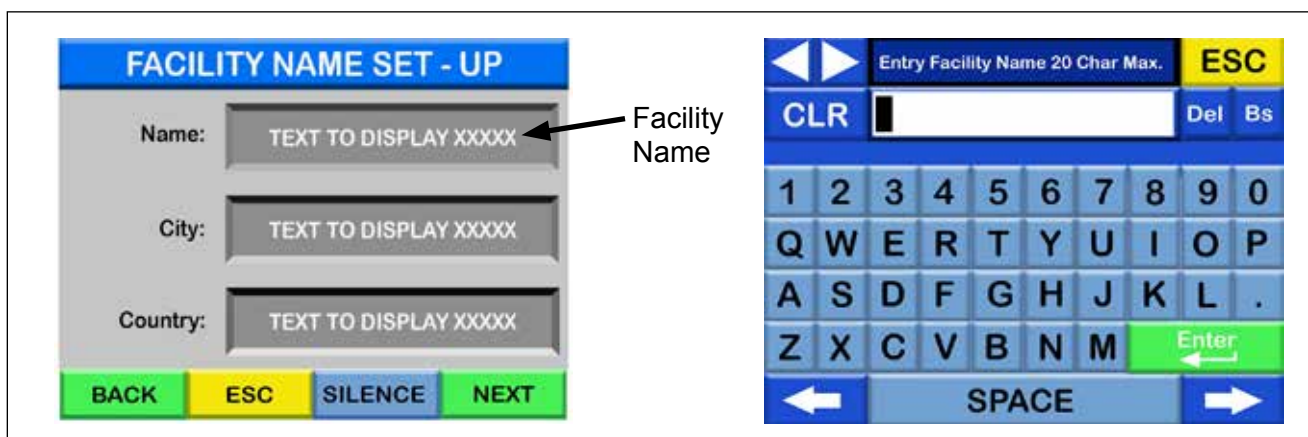 FACILITY NAME SET - UP
Name: TEXT TO DISPLAY XXXXX
City: TEXT TO DISPLAY XXXXX
Country: TEXT TO DISPLAY XXXXX
BACK ESC SILENCE NEXT
Facility
Name
Entry Facility Name 20 Char Max. ESC
CLR Del Bs
1 2 3 4 5 6 7 8 9 0
Q W E R T Y U I O P
A S D F G H J K L .
Z X C V B N M Enter
SPACE